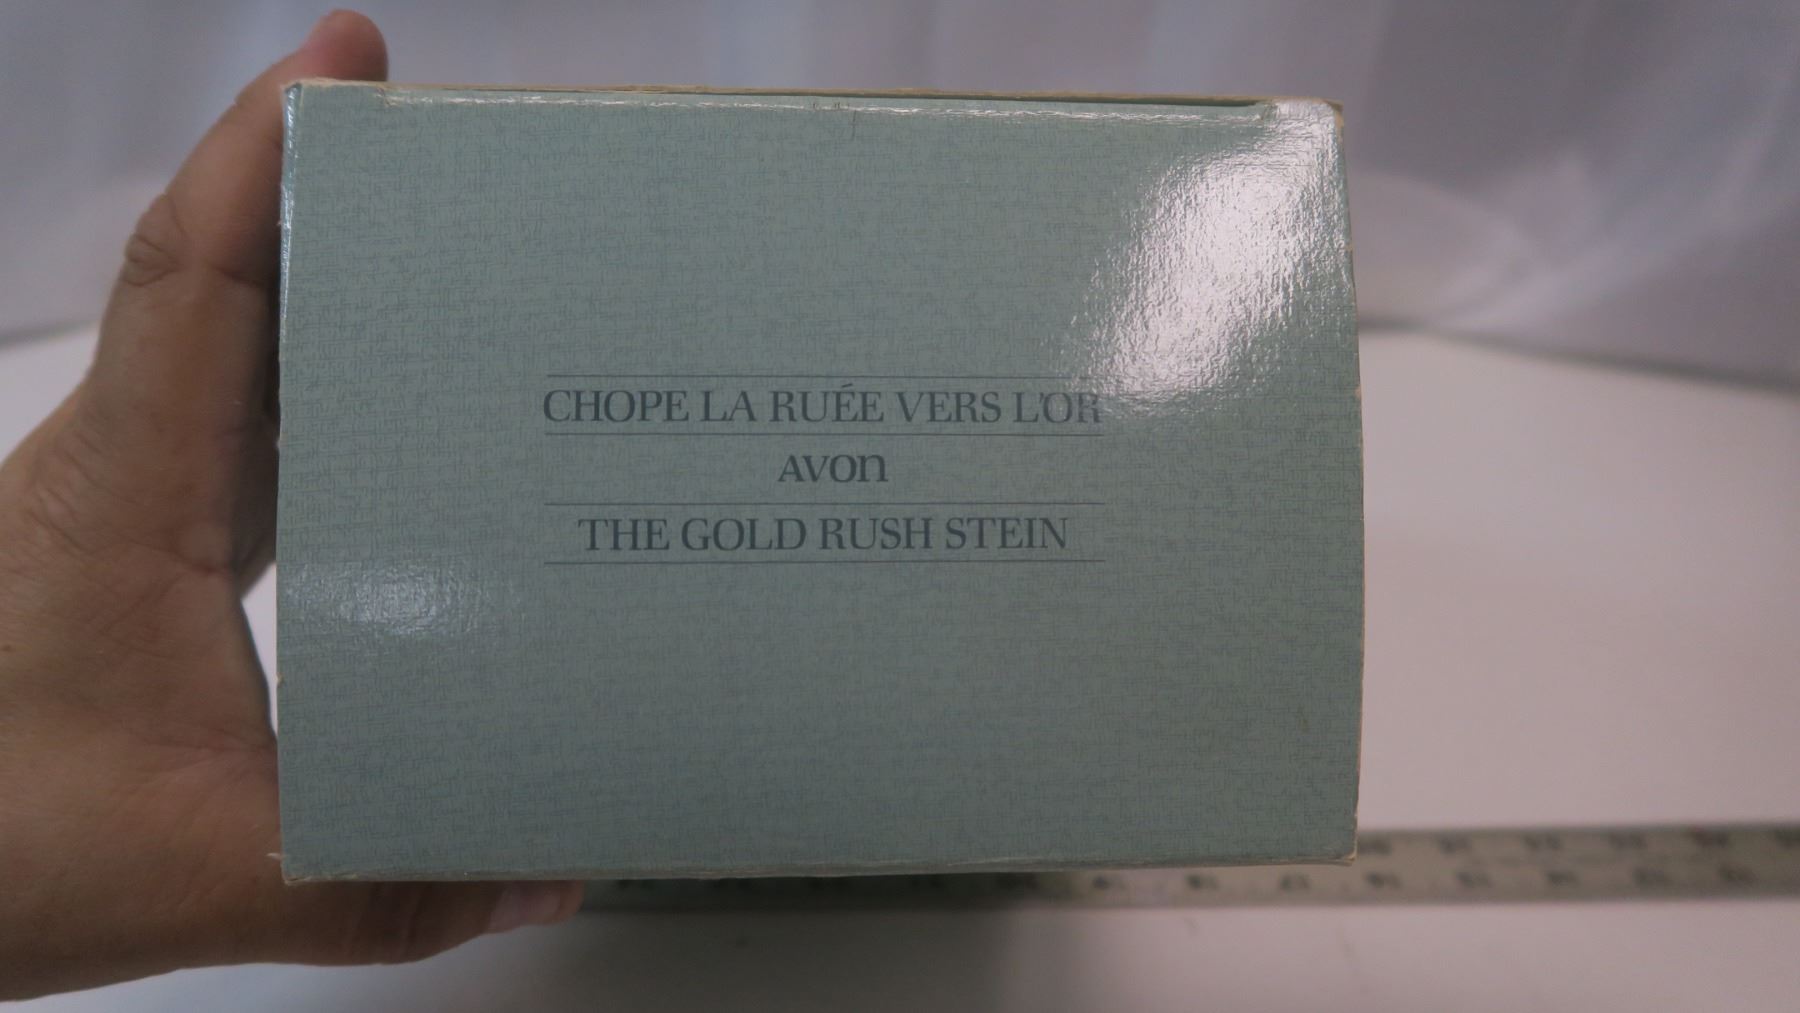 CHOPE LA RUÉE VERS L'OR
AVON
THE GOLD RUSH STEIN